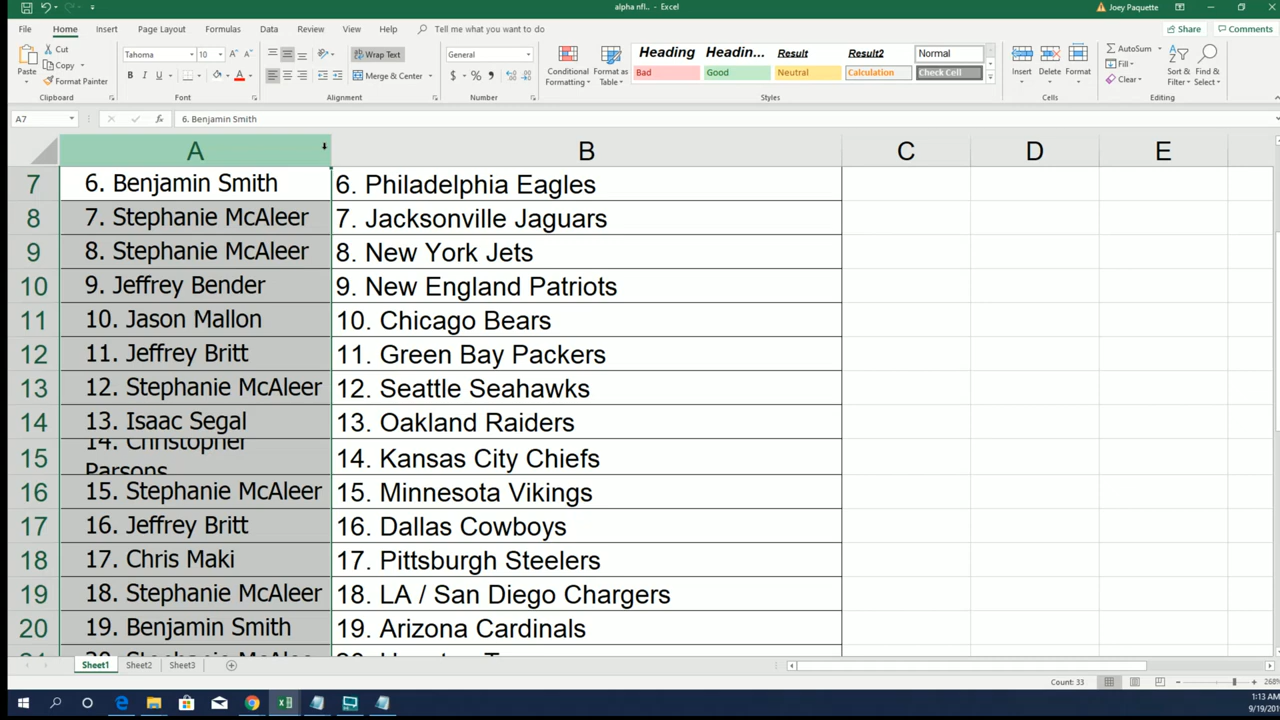 alpha nfl.. - Excel
Joey Paquette
File Home Insert Page Layout Formulas Data Review View Help Tell me what you want to do Share Comments
Paste Cut Copy Format Painter
Clipboard
Tahoma 10
B I U
Font
Wrap Text
Merge & Center
Alignment
General
$ % ,
Number
Conditional Formatting Format as Table
Heading Headin... Result Result2 Normal
Bad Good Neutral Calculation Check Cell
Styles
Insert Delete Format
Cells
AutoSum
Fill
Clear
Sort & Filter Find & Select
Editing
A7 fx 6. Benjamin Smith
A B C D E
7 6. Benjamin Smith 6. Philadelphia Eagles
8 7. Stephanie McAleer 7. Jacksonville Jaguars
9 8. Stephanie McAleer 8. New York Jets
10 9. Jeffrey Bender 9. New England Patriots
11 10. Jason Mallon 10. Chicago Bears
12 11. Jeffrey Britt 11. Green Bay Packers
13 12. Stephanie McAleer 12. Seattle Seahawks
14 13. Isaac Segal 13. Oakland Raiders
15 14. Christopher Parsons 14. Kansas City Chiefs
16 15. Stephanie McAleer 15. Minnesota Vikings
17 16. Jeffrey Britt 16. Dallas Cowboys
18 17. Chris Maki 17. Pittsburgh Steelers
19 18. Stephanie McAleer 18. LA / San Diego Chargers
20 19. Benjamin Smith 19. Arizona Cardinals
Sheet1 Sheet2 Sheet3
Count: 33 268%
1:13 AM
9/19/20